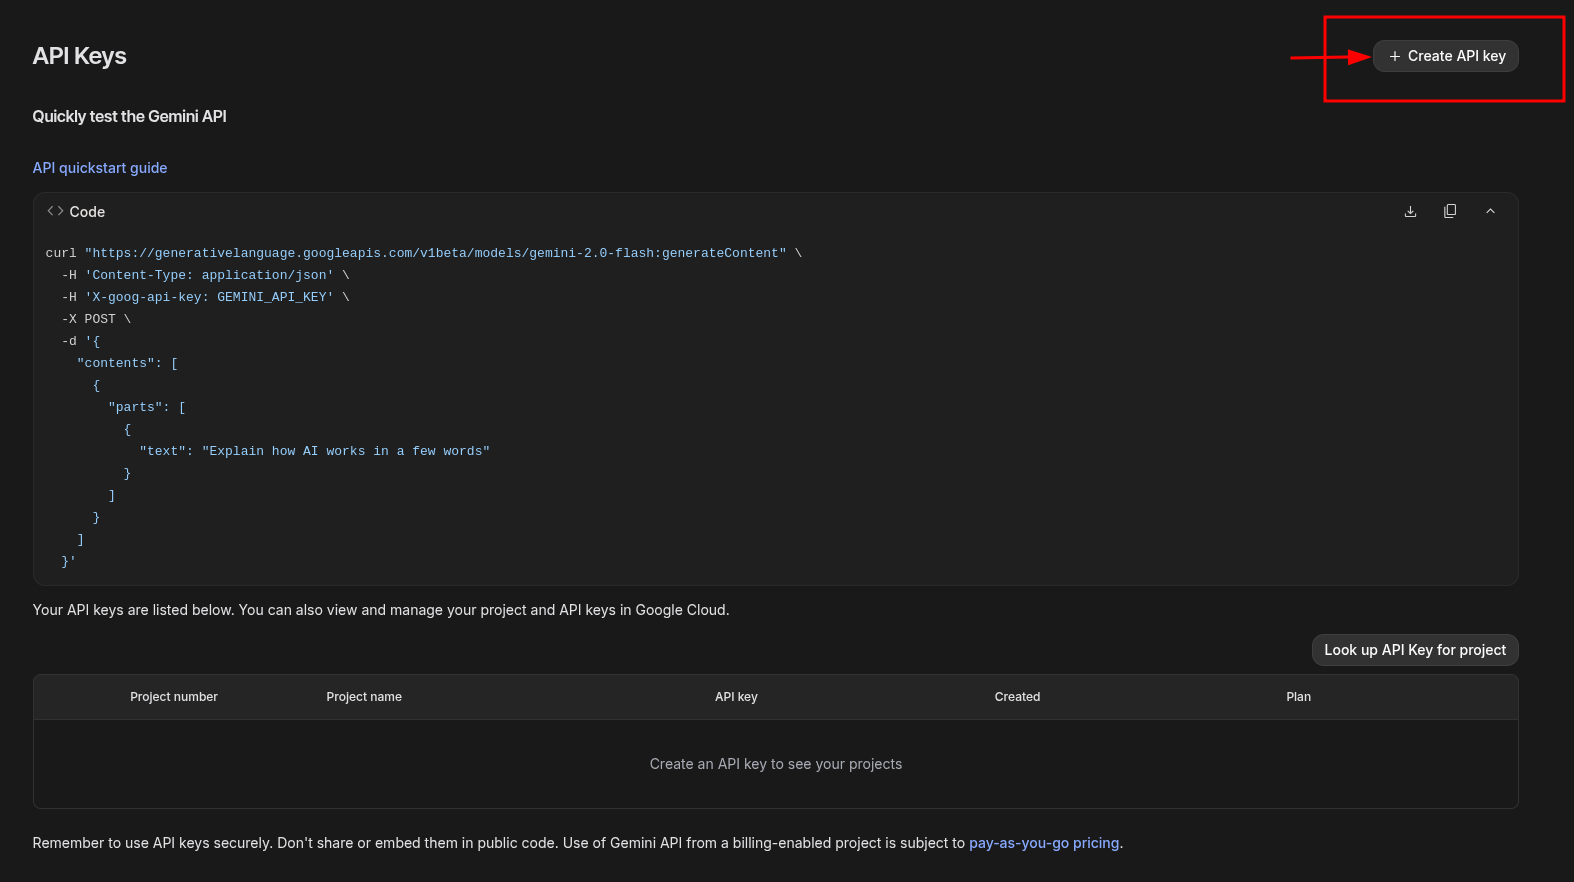 API Keys
+ Create API key
Quickly test the Gemini API
API quickstart guide
<> Code
curl "https://generativelanguage.googleapis.com/v1beta/models/gemini-2.0-flash:generateContent" \
  -H 'Content-Type: application/json' \
  -H 'X-goog-api-key: GEMINI_API_KEY' \
  -X POST \
  -d '{
    "contents": [
      {
        "parts": [
          {
            "text": "Explain how AI works in a few words"
          }
        ]
      }
    ]
  }'
Your API keys are listed below. You can also view and manage your project and API keys in Google Cloud.
Look up API Key for project
Project number Project name API key Created Plan
Create an API key to see your projects
Remember to use API keys securely. Don't share or embed them in public code. Use of Gemini API from a billing-enabled project is subject to pay-as-you-go pricing.